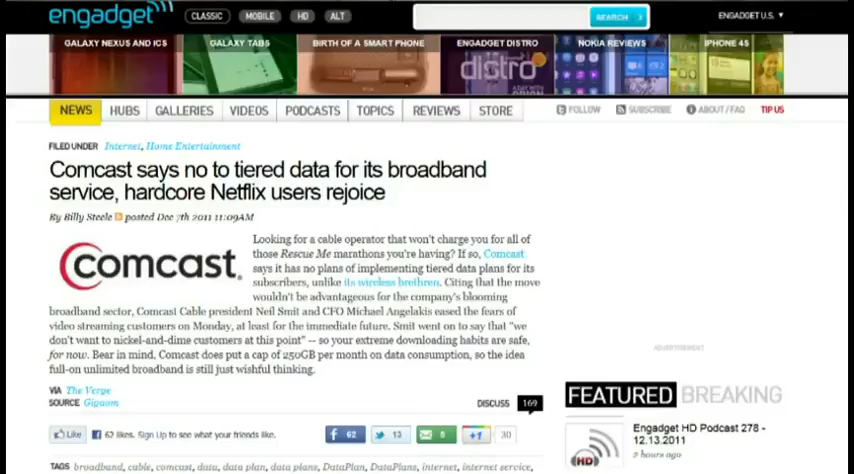 engadget
CLASSIC MOBILE HD ALT
SEARCH
ENGADGET U.S.
GALAXY NEXUS AND ICS GALAXY TAB S BIRTH OF A SMART PHONE ENGADGET DISTRO NOKIA REVIEWS IPHONE 4S
distro
NEWS HUBS GALLERIES VIDEOS PODCASTS TOPICS REVIEWS STORE FOLLOW SUBSCRIBE ABOUT / FAQ TIP US
FILED UNDER Internet, Home Entertainment
Comcast says no to tiered data for its broadband
service, hardcore Netflix users rejoice
By Billy Steele posted Dec 7th 2011 11:09AM
comcast.
Looking for a cable operator that won't charge you for all of
those Rescue Me marathons you're having? If so, Comcast
says it has no plans of implementing tiered data plans for its
subscribers, unlike its wireless brethren. Citing that the move
wouldn't be advantageous for the company's blooming
broadband sector, Comcast Cable president Neil Smit and CFO Michael Angelakis eased the fears of
video streaming customers on Monday, at least for the immediate future. Smit went on to say that "we
don't want to nickel-and-dime customers at this point" -- so your extreme downloading habits are safe,
for now. Bear in mind, Comcast does put a cap of 250GB per month on data consumption, so the idea
full-on unlimited broadband is still just wishful thinking.
VIA The Verge
SOURCE Gigaom
DISCUSS 169
Like 62 likes. Sign Up to see what your friends like.
f 62 13 8 +1 30
TAGS broadband, cable, comcast, data, data plan, data plans, DataPlan, DataPlans, internet, internet service,
ADVERTISEMENT
FEATURED BREAKING
HD
Engadget HD Podcast 278 -
12.13.2011
hours ago